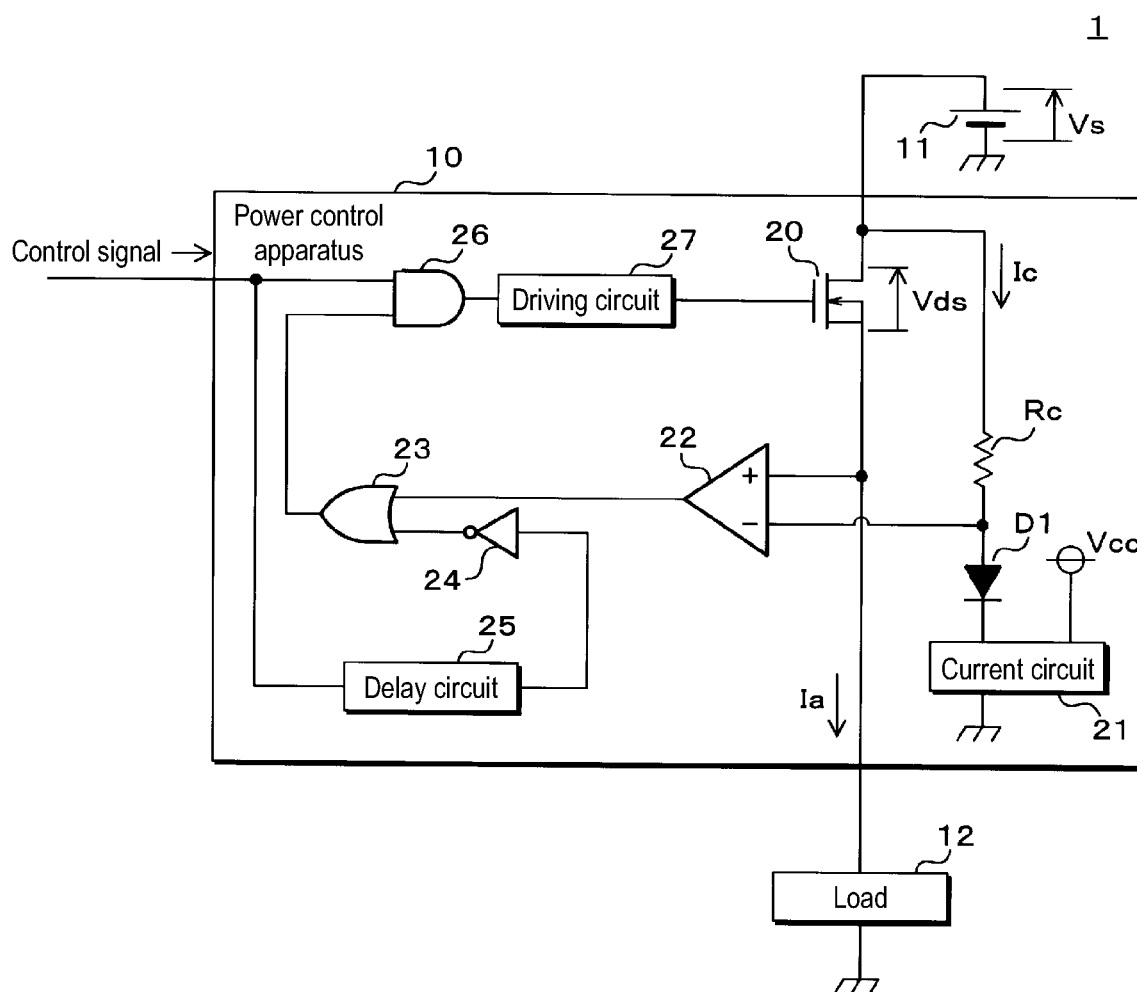 1
Vs
11
10
Power control
apparatus
Control signal
26
27
20
Driving circuit
Vds
Ic
Rc
22
+
−
23
24
D1
Vcc
25
Delay circuit
Current circuit
21
Ia
12
Load